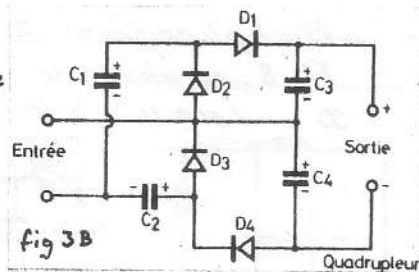 D1
C1
+
-
D2
+
C3
-
+
Entrée
D3
Sortie
+
C4
-
-
- +
C2
fig 3B
D4
Quadrupleur